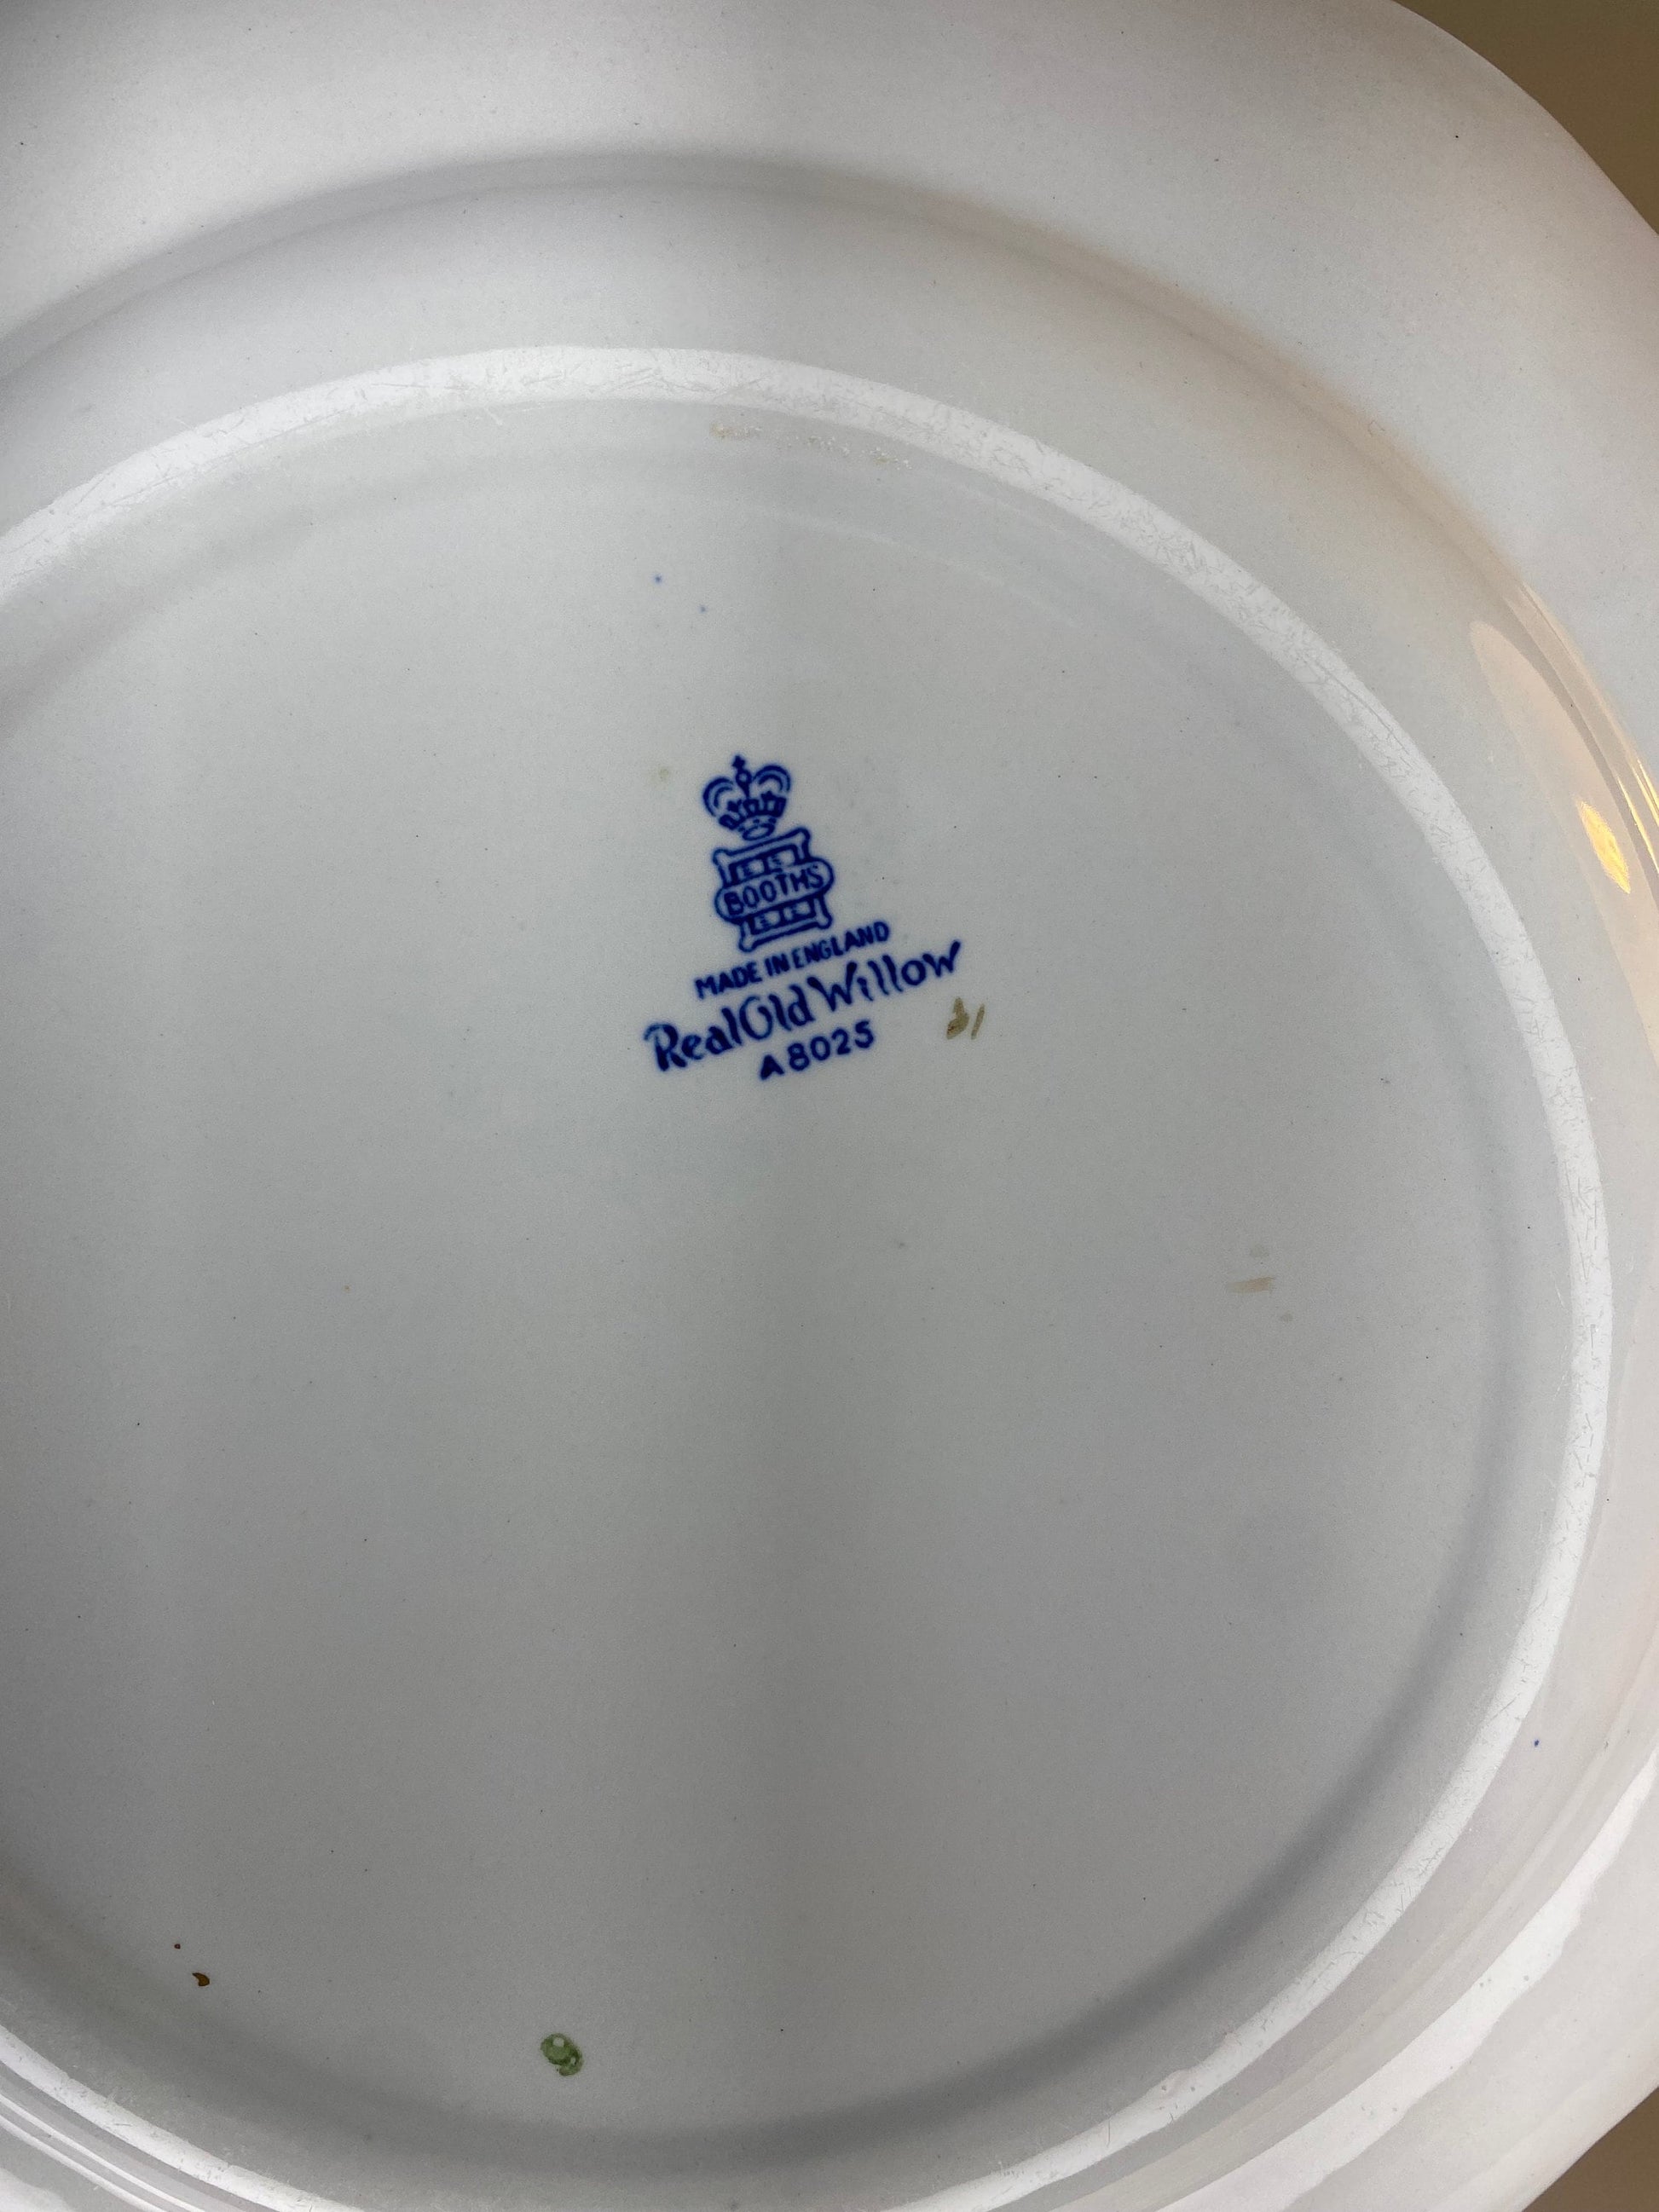 BOOTHS
MADE IN ENGLAND
Real Old Willow
A8025